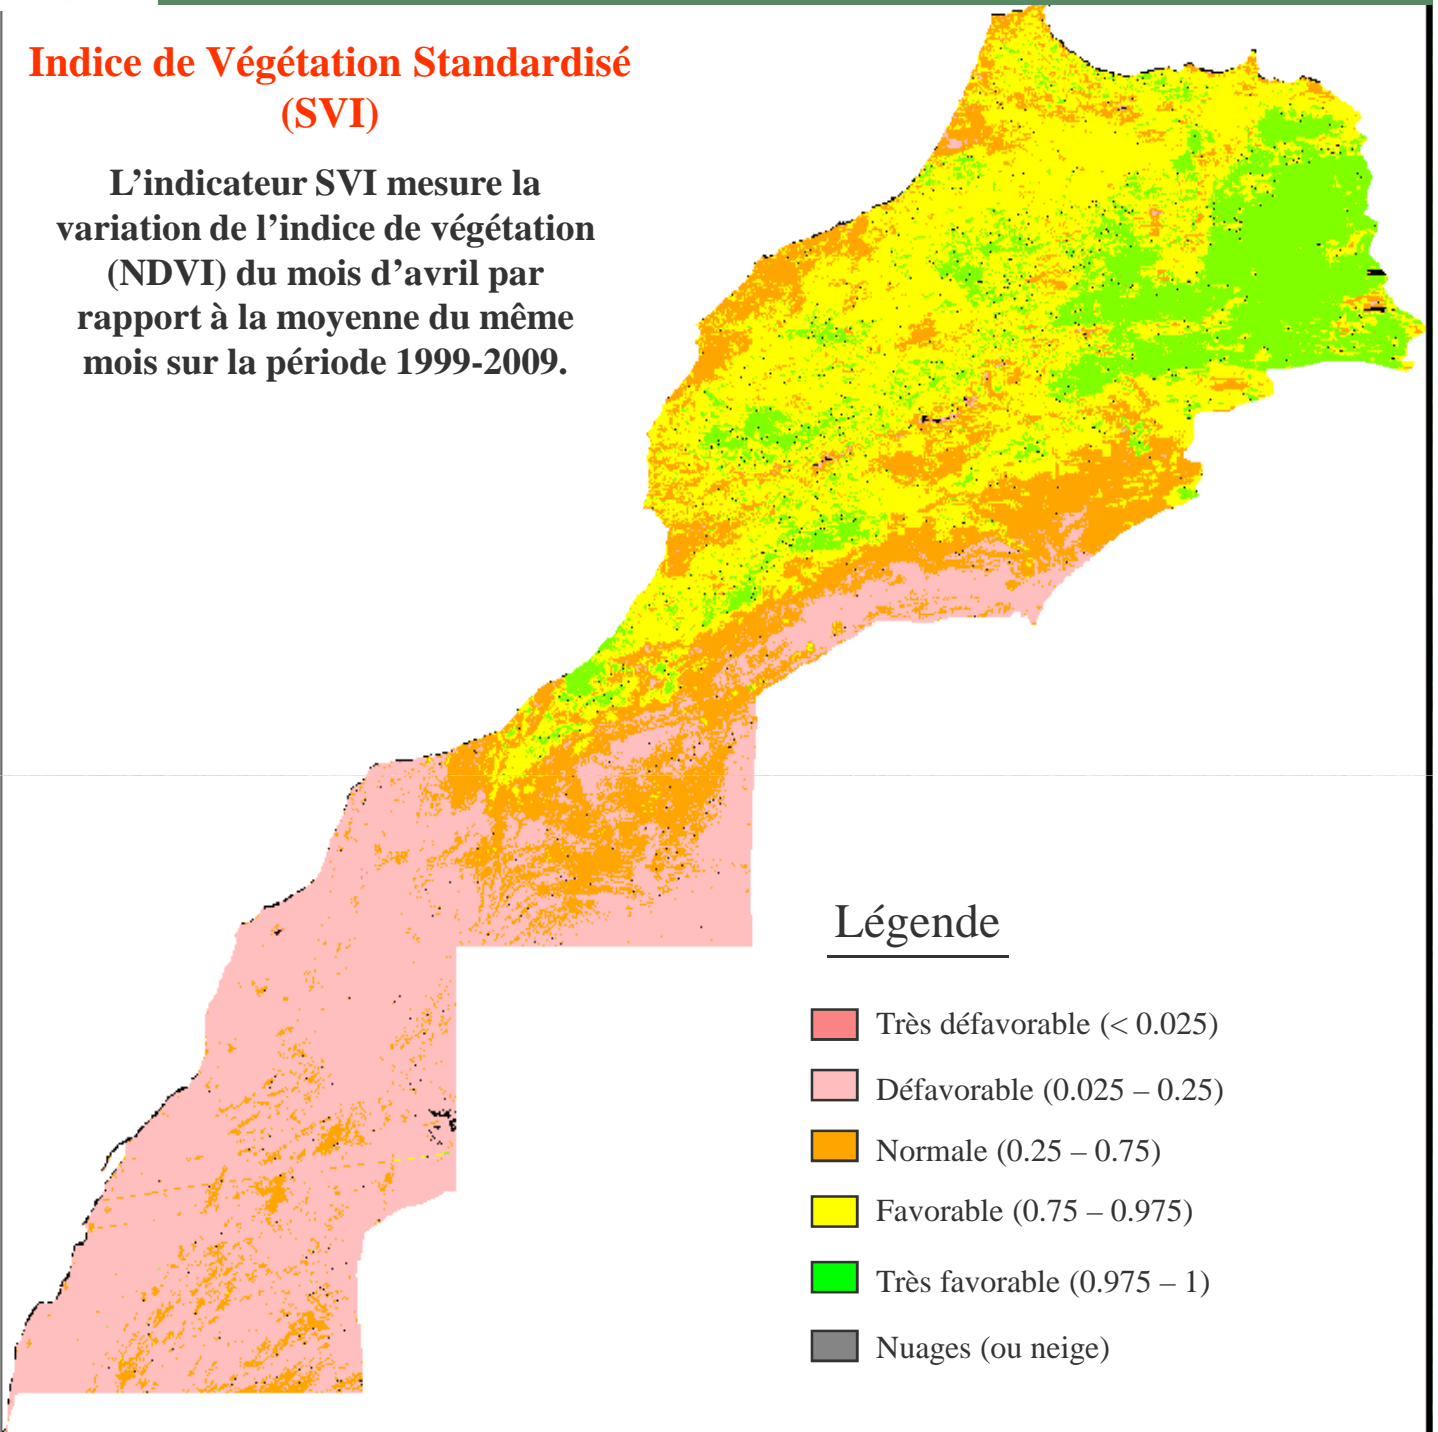 Indice de Végétation Standardisé
(SVI)
L’indicateur SVI mesure la
variation de l’indice de végétation
(NDVI) du mois d’avril par
rapport à la moyenne du même
mois sur la période 1999-2009.
Légende
Très défavorable (< 0.025)
Défavorable (0.025 – 0.25)
Normale (0.25 – 0.75)
Favorable (0.75 – 0.975)
Très favorable (0.975 – 1)
Nuages (ou neige)